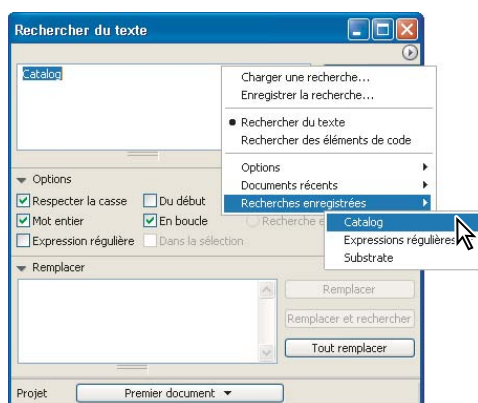 Rechercher du texte
Catalog
Charger une recherche...
Enregistrer la recherche...
Rechercher du texte
Rechercher des éléments de code
Options
Documents récents
Recherches enregistrées
Catalog
Expressions régulières
Substrate
Options
Respecter la casse Du début
Mot entier En boucle Recherche
Expression régulière Dans la sélection
Remplacer
Remplacer
Remplacer et rechercher
Tout remplacer
Projet Premier document